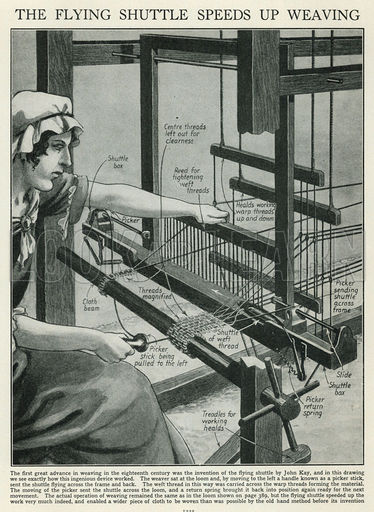 THE FLYING SHUTTLE SPEEDS UP WEAVING
Centre threads
left out for
clearness
Shuttle
box
Reed for
tightening
weft
threads
Healds working
warp threads
up and down
Picker
Picker
sending
shuttle
across
frame
Threads
magnified
Cloth
beam
Shuttle
of weft
thread
Picker
stick being
pulled to the left
Slide
Shuttle
box
Picker
return
spring
Treadles for
working
healds
The first great advance in weaving in the eighteenth century was the invention of the flying shuttle by John Kay, and in this drawing
we see exactly how this ingenious device worked. The weaver sat at the loom and, by moving to the left a handle known as a picker stick,
sent the shuttle flying across the frame and back. The weft thread in this way was carried across the warp threads forming the material.
The moving of the picker sent the shuttle across the loom, and a return spring brought it back into position again ready for the next
movement. The actual operation of weaving remained the same as in the loom shown on page 389, but the flying shuttle speeded up the
work very much indeed, and enabled a wider piece of cloth to be woven than was possible by the old hand method before its invention